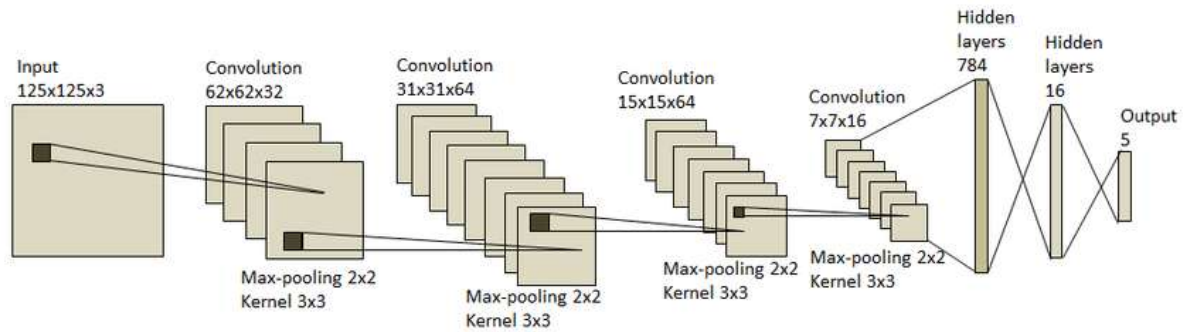 Input
125x125x3
Convolution
62x62x32
Convolution
31x31x64
Convolution
15x15x64
Convolution
7x7x16
Hidden
layers
784
Hidden
layers
16
Output
5
Max-pooling 2x2
Kernel 3x3
Max-pooling 2x2
Kernel 3x3
Max-pooling 2x2
Kernel 3x3
Max-pooling 2x2
Kernel 3x3